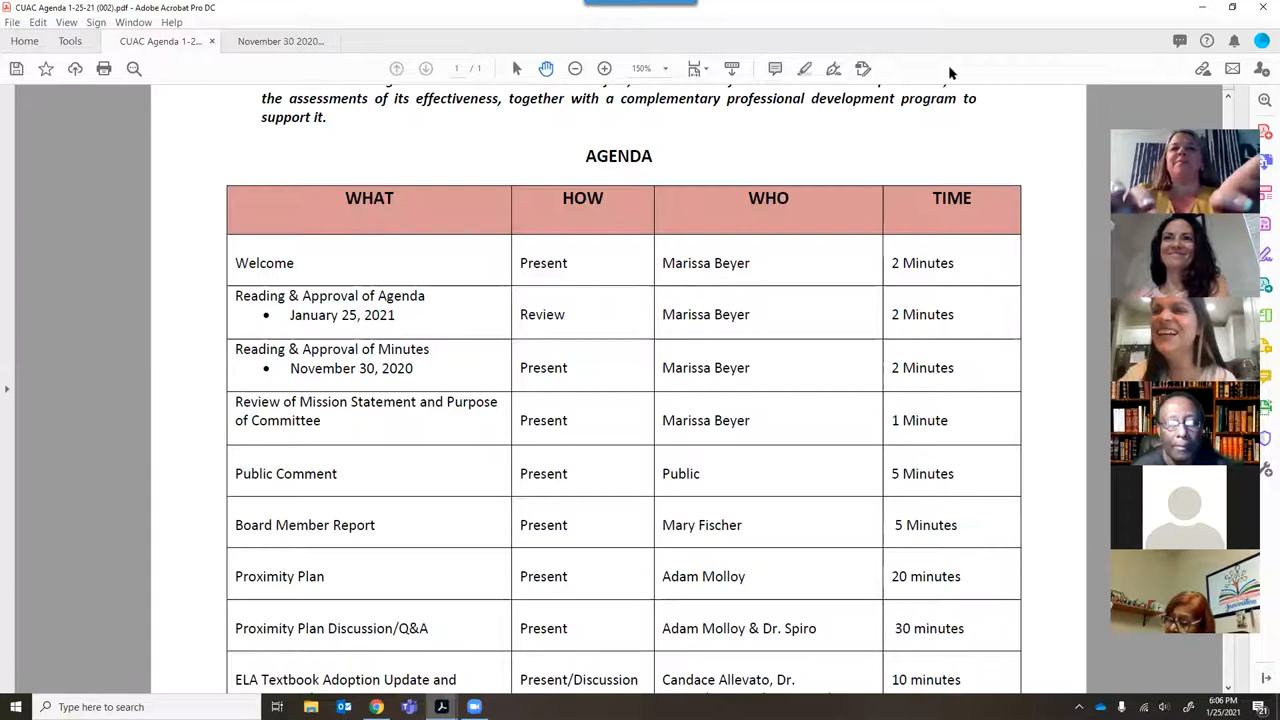 CUAC Agenda 1-25-21 (002).pdf - Adobe Acrobat Pro DC
File Edit View Sign Window Help
Home Tools CUAC Agenda 1-2... × November 30 2020...
1 / 1 150%
the assessments of its effectiveness, together with a complementary professional development program to
support it.
AGENDA
WHAT HOW WHO TIME
Welcome Present Marissa Beyer 2 Minutes
Reading & Approval of Agenda
• January 25, 2021 Review Marissa Beyer 2 Minutes
Reading & Approval of Minutes
• November 30, 2020 Present Marissa Beyer 2 Minutes
Review of Mission Statement and Purpose
of Committee Present Marissa Beyer 1 Minute
Public Comment Present Public 5 Minutes
Board Member Report Present Mary Fischer 5 Minutes
Proximity Plan Present Adam Molloy 20 minutes
Proximity Plan Discussion/Q&A Present Adam Molloy & Dr. Spiro 30 minutes
ELA Textbook Adoption Update and Present/Discussion Candace Allevato, Dr. 10 minutes
Type here to search
6:06 PM
1/25/2021
21